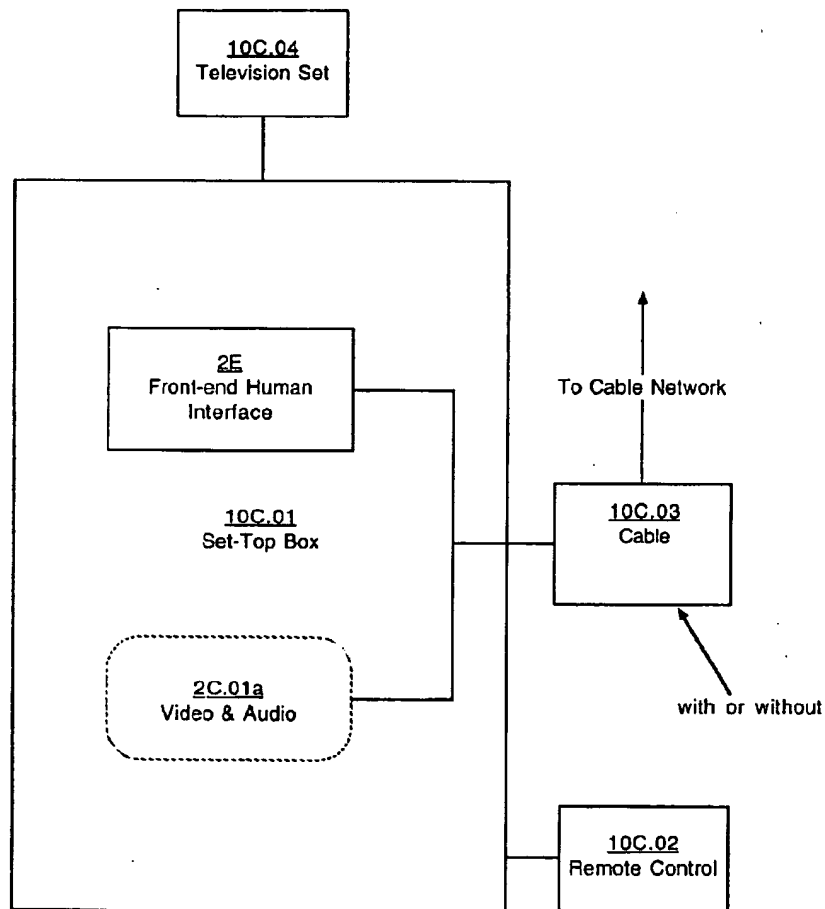 10C.04
Television Set
2E
Front-end Human
Interface
To Cable Network
10C.01
Set-Top Box
10C.03
Cable
2C.01a
Video & Audio
with or without
10C.02
Remote Control